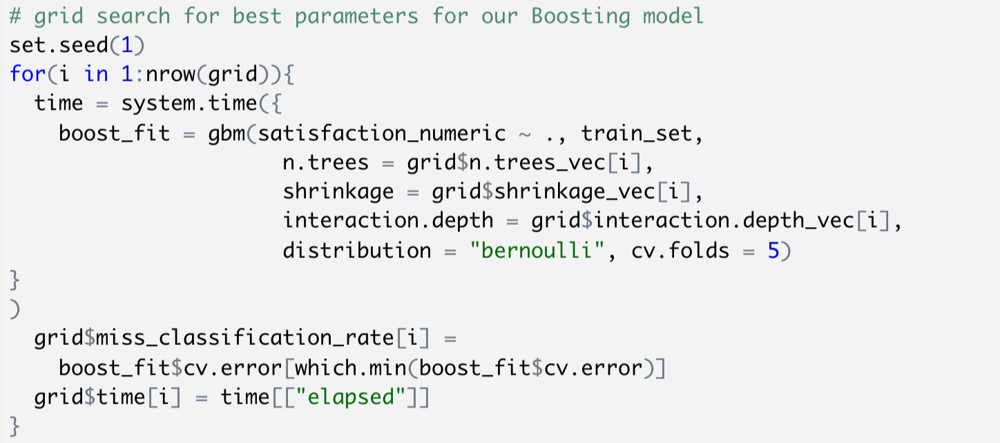 # grid search for best parameters for our Boosting model
set.seed(1)
for(i in 1:nrow(grid)){
  time = system.time({
    boost_fit = gbm(satisfaction_numeric ~ ., train_set,
                      n.trees = grid$n.trees_vec[i],
                      shrinkage = grid$shrinkage_vec[i],
                      interaction.depth = grid$interaction.depth_vec[i],
                      distribution = "bernoulli", cv.folds = 5)
}
)
  grid$miss_classification_rate[i] =
    boost_fit$cv.error[which.min(boost_fit$cv.error)]
  grid$time[i] = time[["elapsed"]]
}